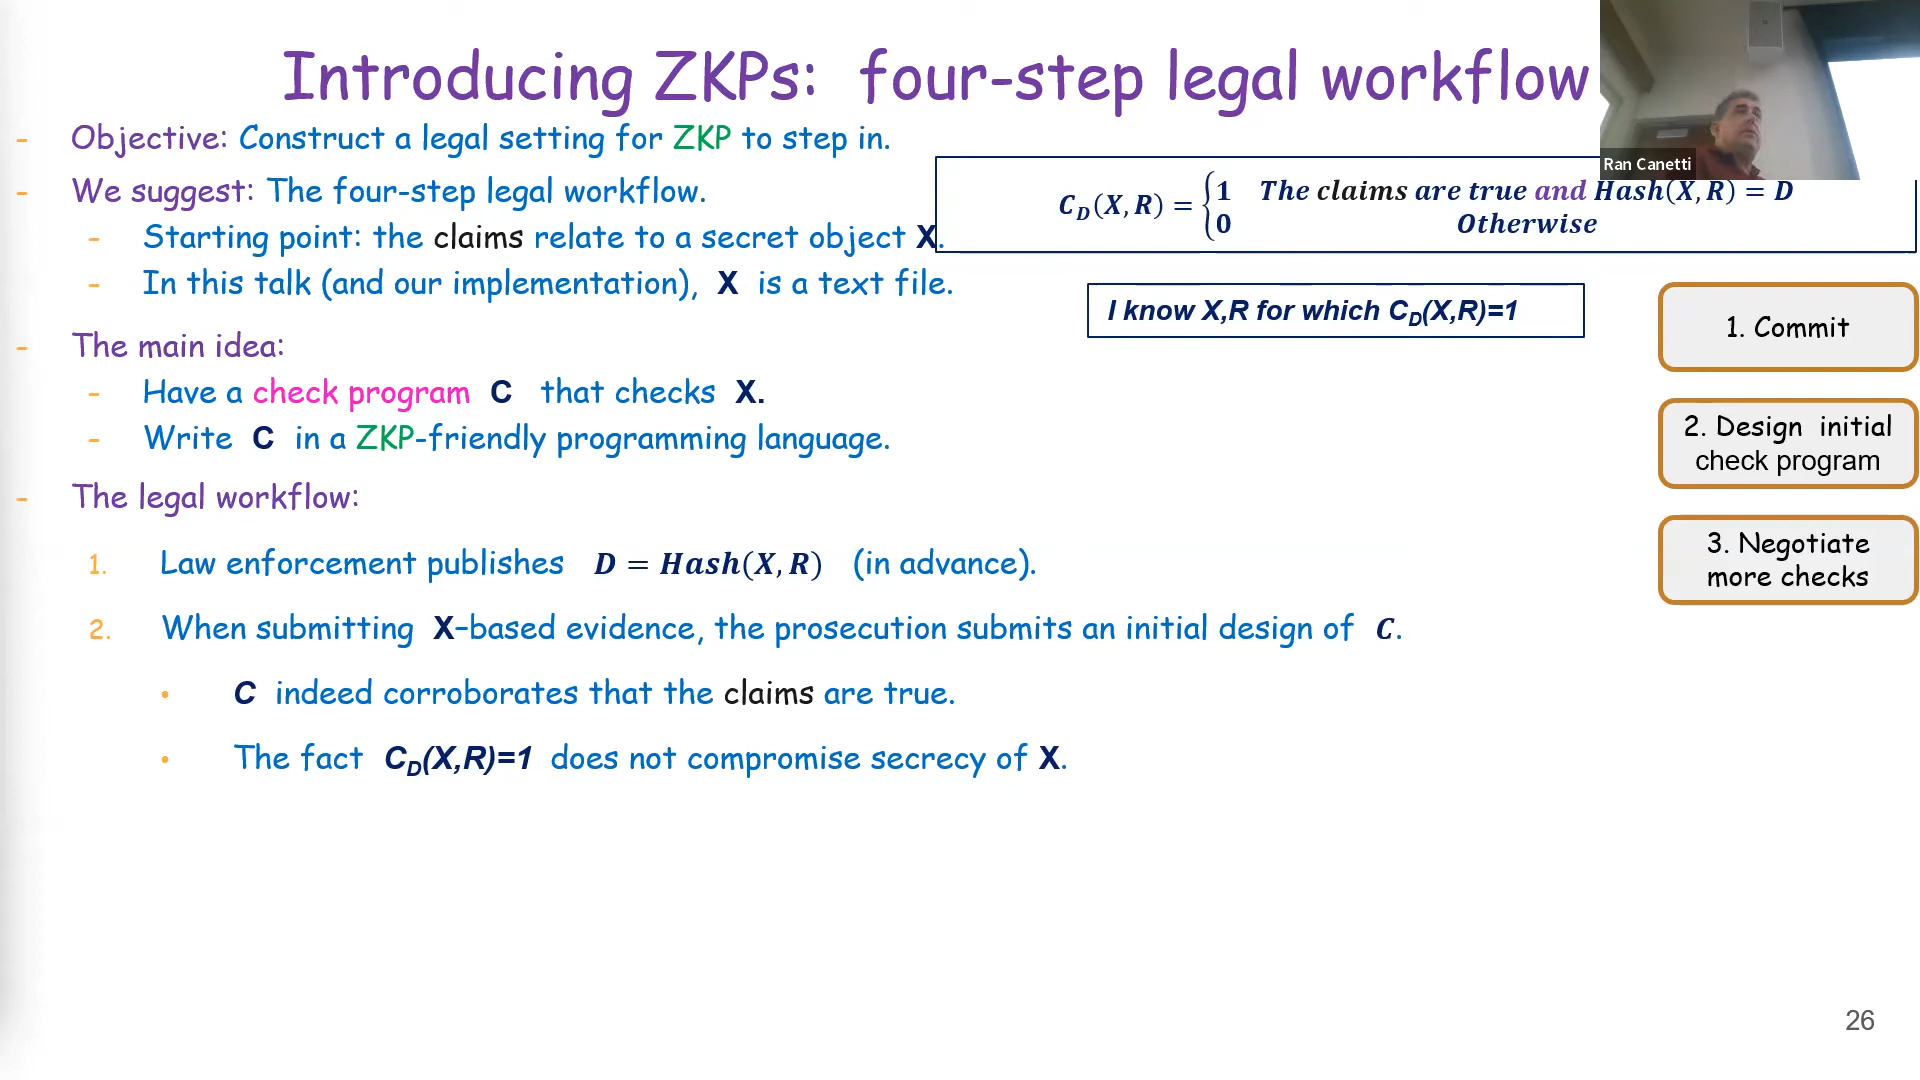 Introducing ZKPs: four-step legal workflow
Ran Canetti
- Objective: Construct a legal setting for ZKP to step in.
- We suggest: The four-step legal workflow.
- Starting point: the claims relate to a secret object X.
- In this talk (and our implementation), X is a text file.
- The main idea:
- Have a check program C that checks X.
- Write C in a ZKP-friendly programming language.
- The legal workflow:
1. Law enforcement publishes D = Hash(X, R) (in advance).
2. When submitting X-based evidence, the prosecution submits an initial design of C.
• C indeed corroborates that the claims are true.
• The fact C_D(X,R)=1 does not compromise secrecy of X.
C_D(X, R) = { 1 The claims are true and Hash(X, R) = D
0 Otherwise
I know X,R for which C_D(X,R)=1
1. Commit
2. Design initial
check program
3. Negotiate
more checks
26